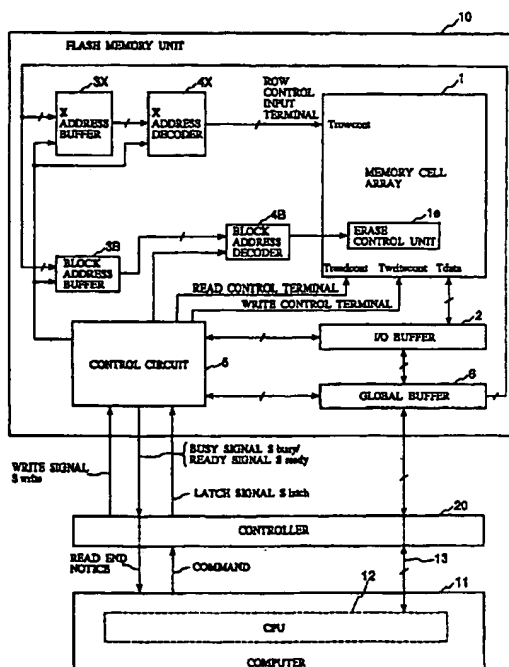 10
FLASH MEMORY UNIT
3X
X
ADDRESS
BUFFER
4X
X
ADDRESS
DECODER
ROW
CONTROL
INPUT
TERMINAL
1
Trowcont
MEMORY CELL
ARRAY
1e
ERASE
CONTROL UNIT
4B
BLOCK
ADDRESS
DECODER
3B
BLOCK
ADDRESS
BUFFER
Treadcont Twritecont Tdata
READ CONTROL TERMINAL
WRITE CONTROL TERMINAL
2
I/O BUFFER
CONTROL CIRCUIT
5
6
GLOBAL BUFFER
WRITE SIGNAL
S write
BUSY SIGNAL S busy/
READY SIGNAL S ready
LATCH SIGNAL S latch
20
CONTROLLER
READ END
NOTICE
COMMAND
13
12
11
CPU
COMPUTER